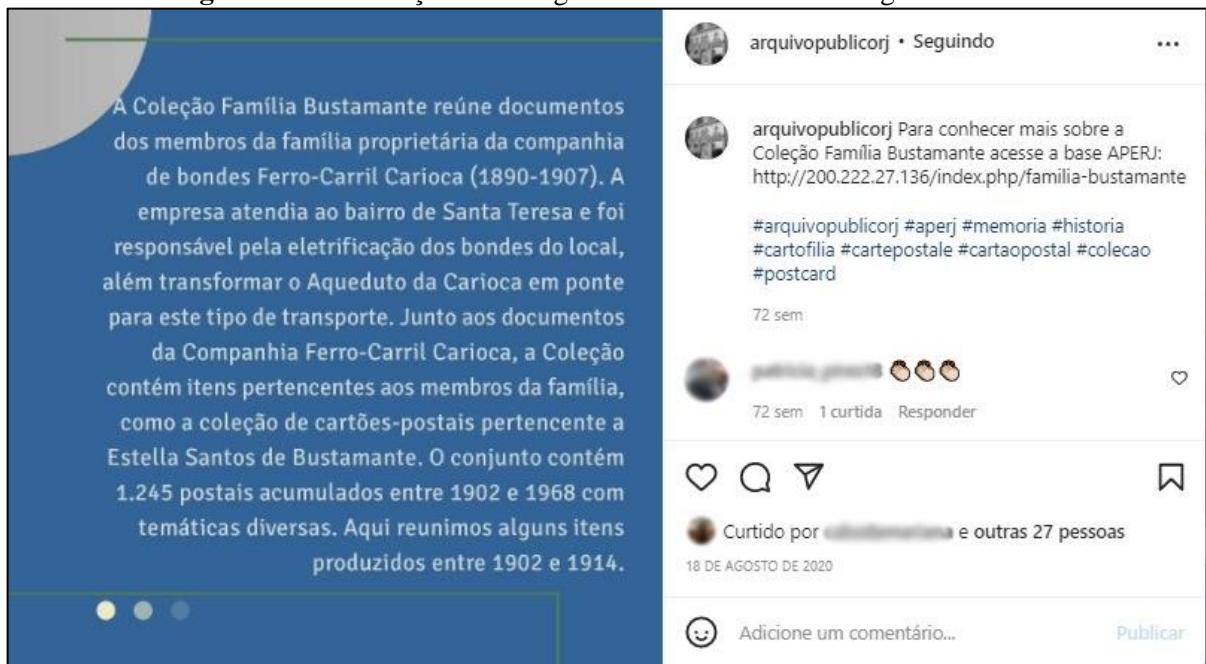 A Coleção Família Bustamante reúne documentos
dos membros da família proprietária da companhia
de bondes Ferro-Carril Carioca (1890-1907). A
empresa atendia ao bairro de Santa Teresa e foi
responsável pela eletrificação dos bondes do local,
além transformar o Aqueduto da Carioca em ponte
para este tipo de transporte. Junto aos documentos
da Companhia Ferro-Carril Carioca, a Coleção
contém itens pertencentes aos membros da família,
como a coleção de cartões-postais pertencente a
Estella Santos de Bustamante. O conjunto contém
1.245 postais acumulados entre 1902 e 1968 com
temáticas diversas. Aqui reunimos alguns itens
produzidos entre 1902 e 1914.
arquivopublicorj • Seguindo
arquivopublicorj Para conhecer mais sobre a
Coleção Família Bustamante acesse a base APERJ:
http://200.222.27.136/index.php/familia-bustamante
#arquivopublicorj #aperj #memoria #historia
#cartofilia #cartepostale #cartaopostal #colecao
#postcard
72 sem
72 sem 1 curtida Responder
Curtido por e outras 27 pessoas
18 DE AGOSTO DE 2020
Adicione um comentário... Publicar